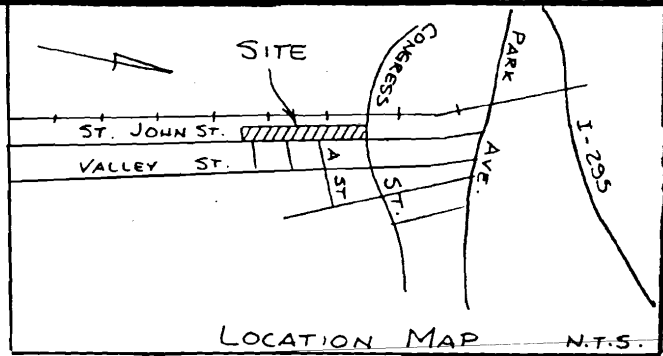 SITE
CONGRESS ST.
PARK AVE.
I-295
ST. JOHN ST.
VALLEY ST.
A ST
LOCATION MAP N.T.S.